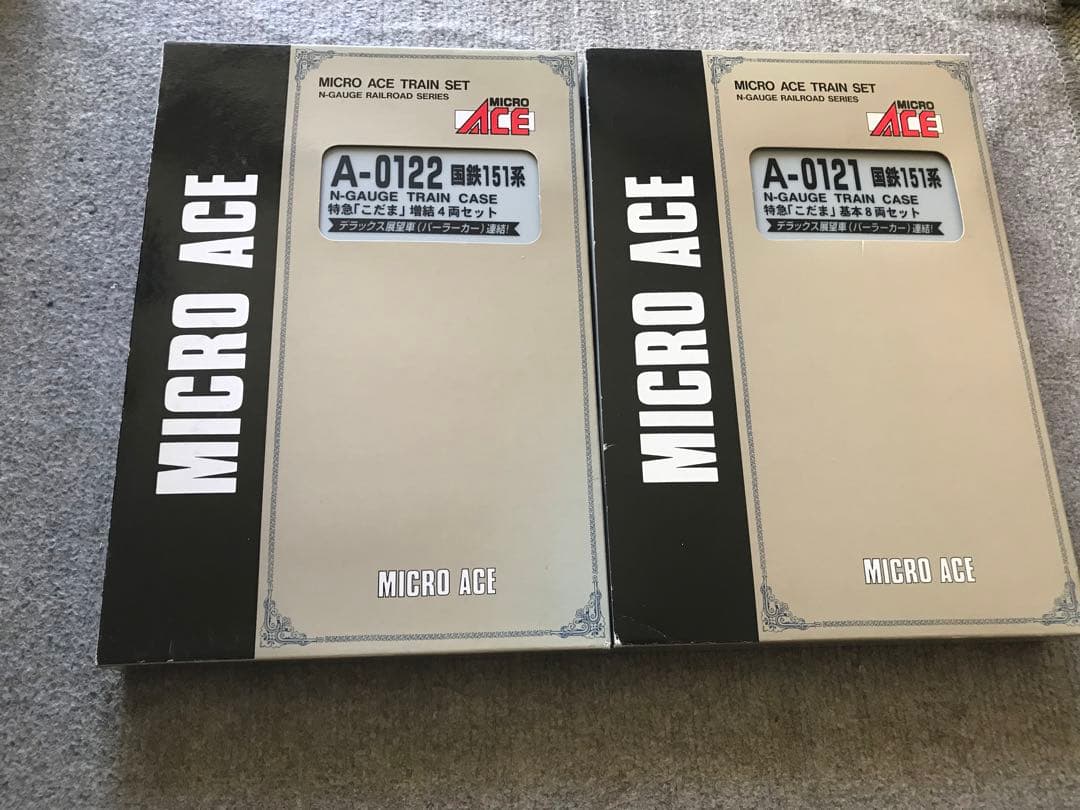 MICRO ACE
MICRO ACE TRAIN SET
N-GAUGE RAILROAD SERIES
MICRO
ACE
A-0122 国鉄151系
N-GAUGE TRAIN CASE
特急「こだま」増結4両セット
デラックス展望車(パーラーカー)連結!
MICRO ACE
MICRO ACE
MICRO ACE TRAIN SET
N-GAUGE RAILROAD SERIES
MICRO
ACE
A-0121 国鉄151系
N-GAUGE TRAIN CASE
特急「こだま」基本8両セット
デラックス展望車(パーラーカー)連結!
MICRO ACE